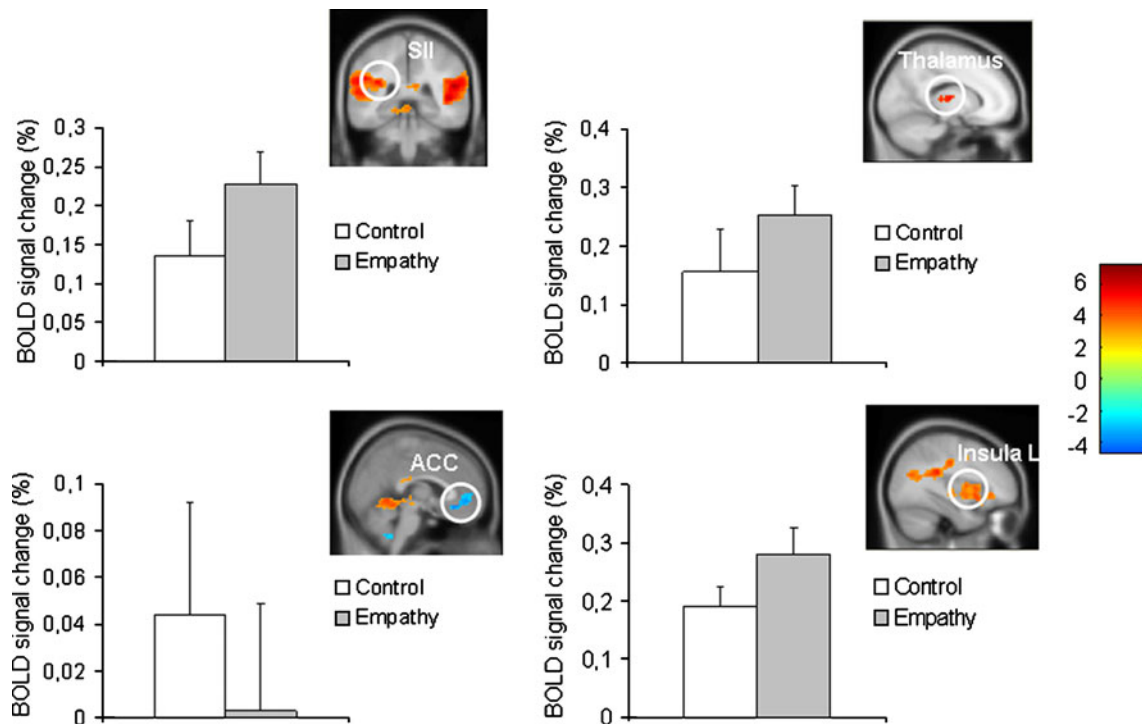 SII
BOLD signal change (%)
0,3
0,25
0,2
0,15
0,1
0,05
0
Control
Empathy
Thalamus
BOLD signal change (%)
0,4
0,3
0,2
0,1
0
Control
Empathy
6
4
2
0
-2
-4
ACC
BOLD signal change (%)
0,1
0,08
0,06
0,04
0,02
0
Control
Empathy
Insula L
BOLD signal change (%)
0,4
0,3
0,2
0,1
0
Control
Empathy